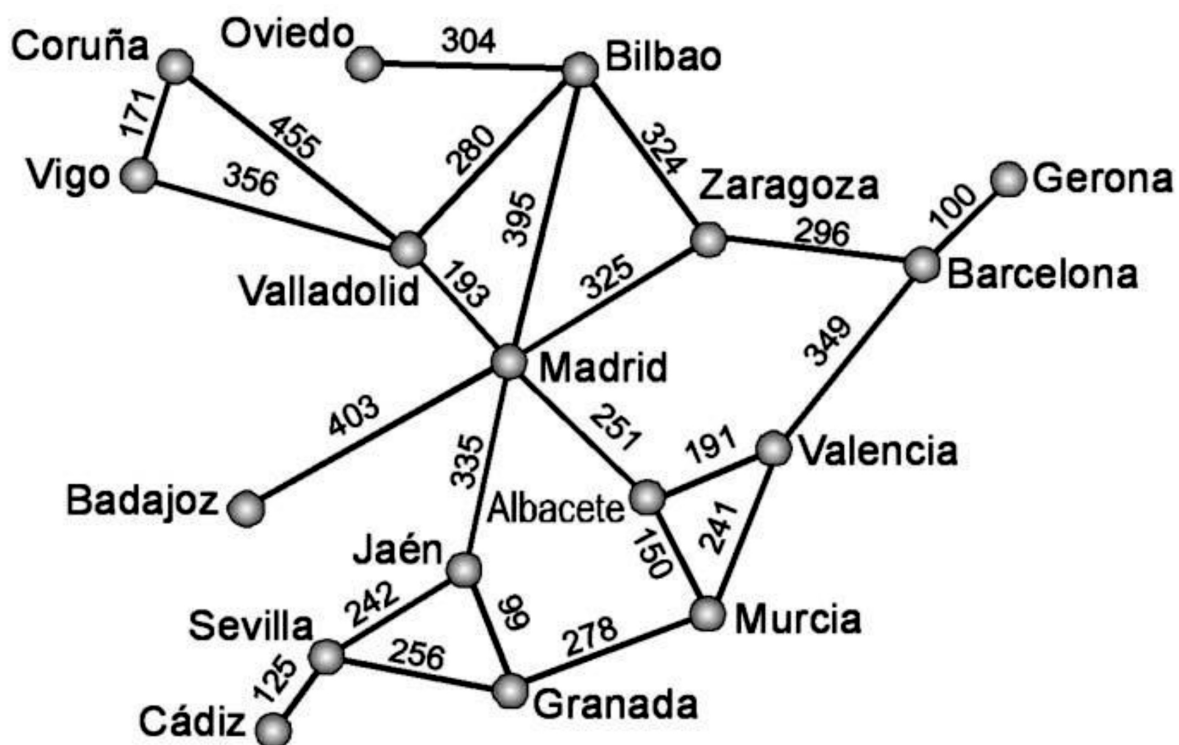 Coruña
Oviedo
304
Bilbao
171
455
280
324
Vigo
356
395
Zaragoza
100
Gerona
296
Valladolid
193
325
Barcelona
349
Madrid
403
251
191
Valencia
335
Badajoz
Albacete
241
150
Jaén
242
99
Sevilla
278
Murcia
256
125
Granada
Cádiz